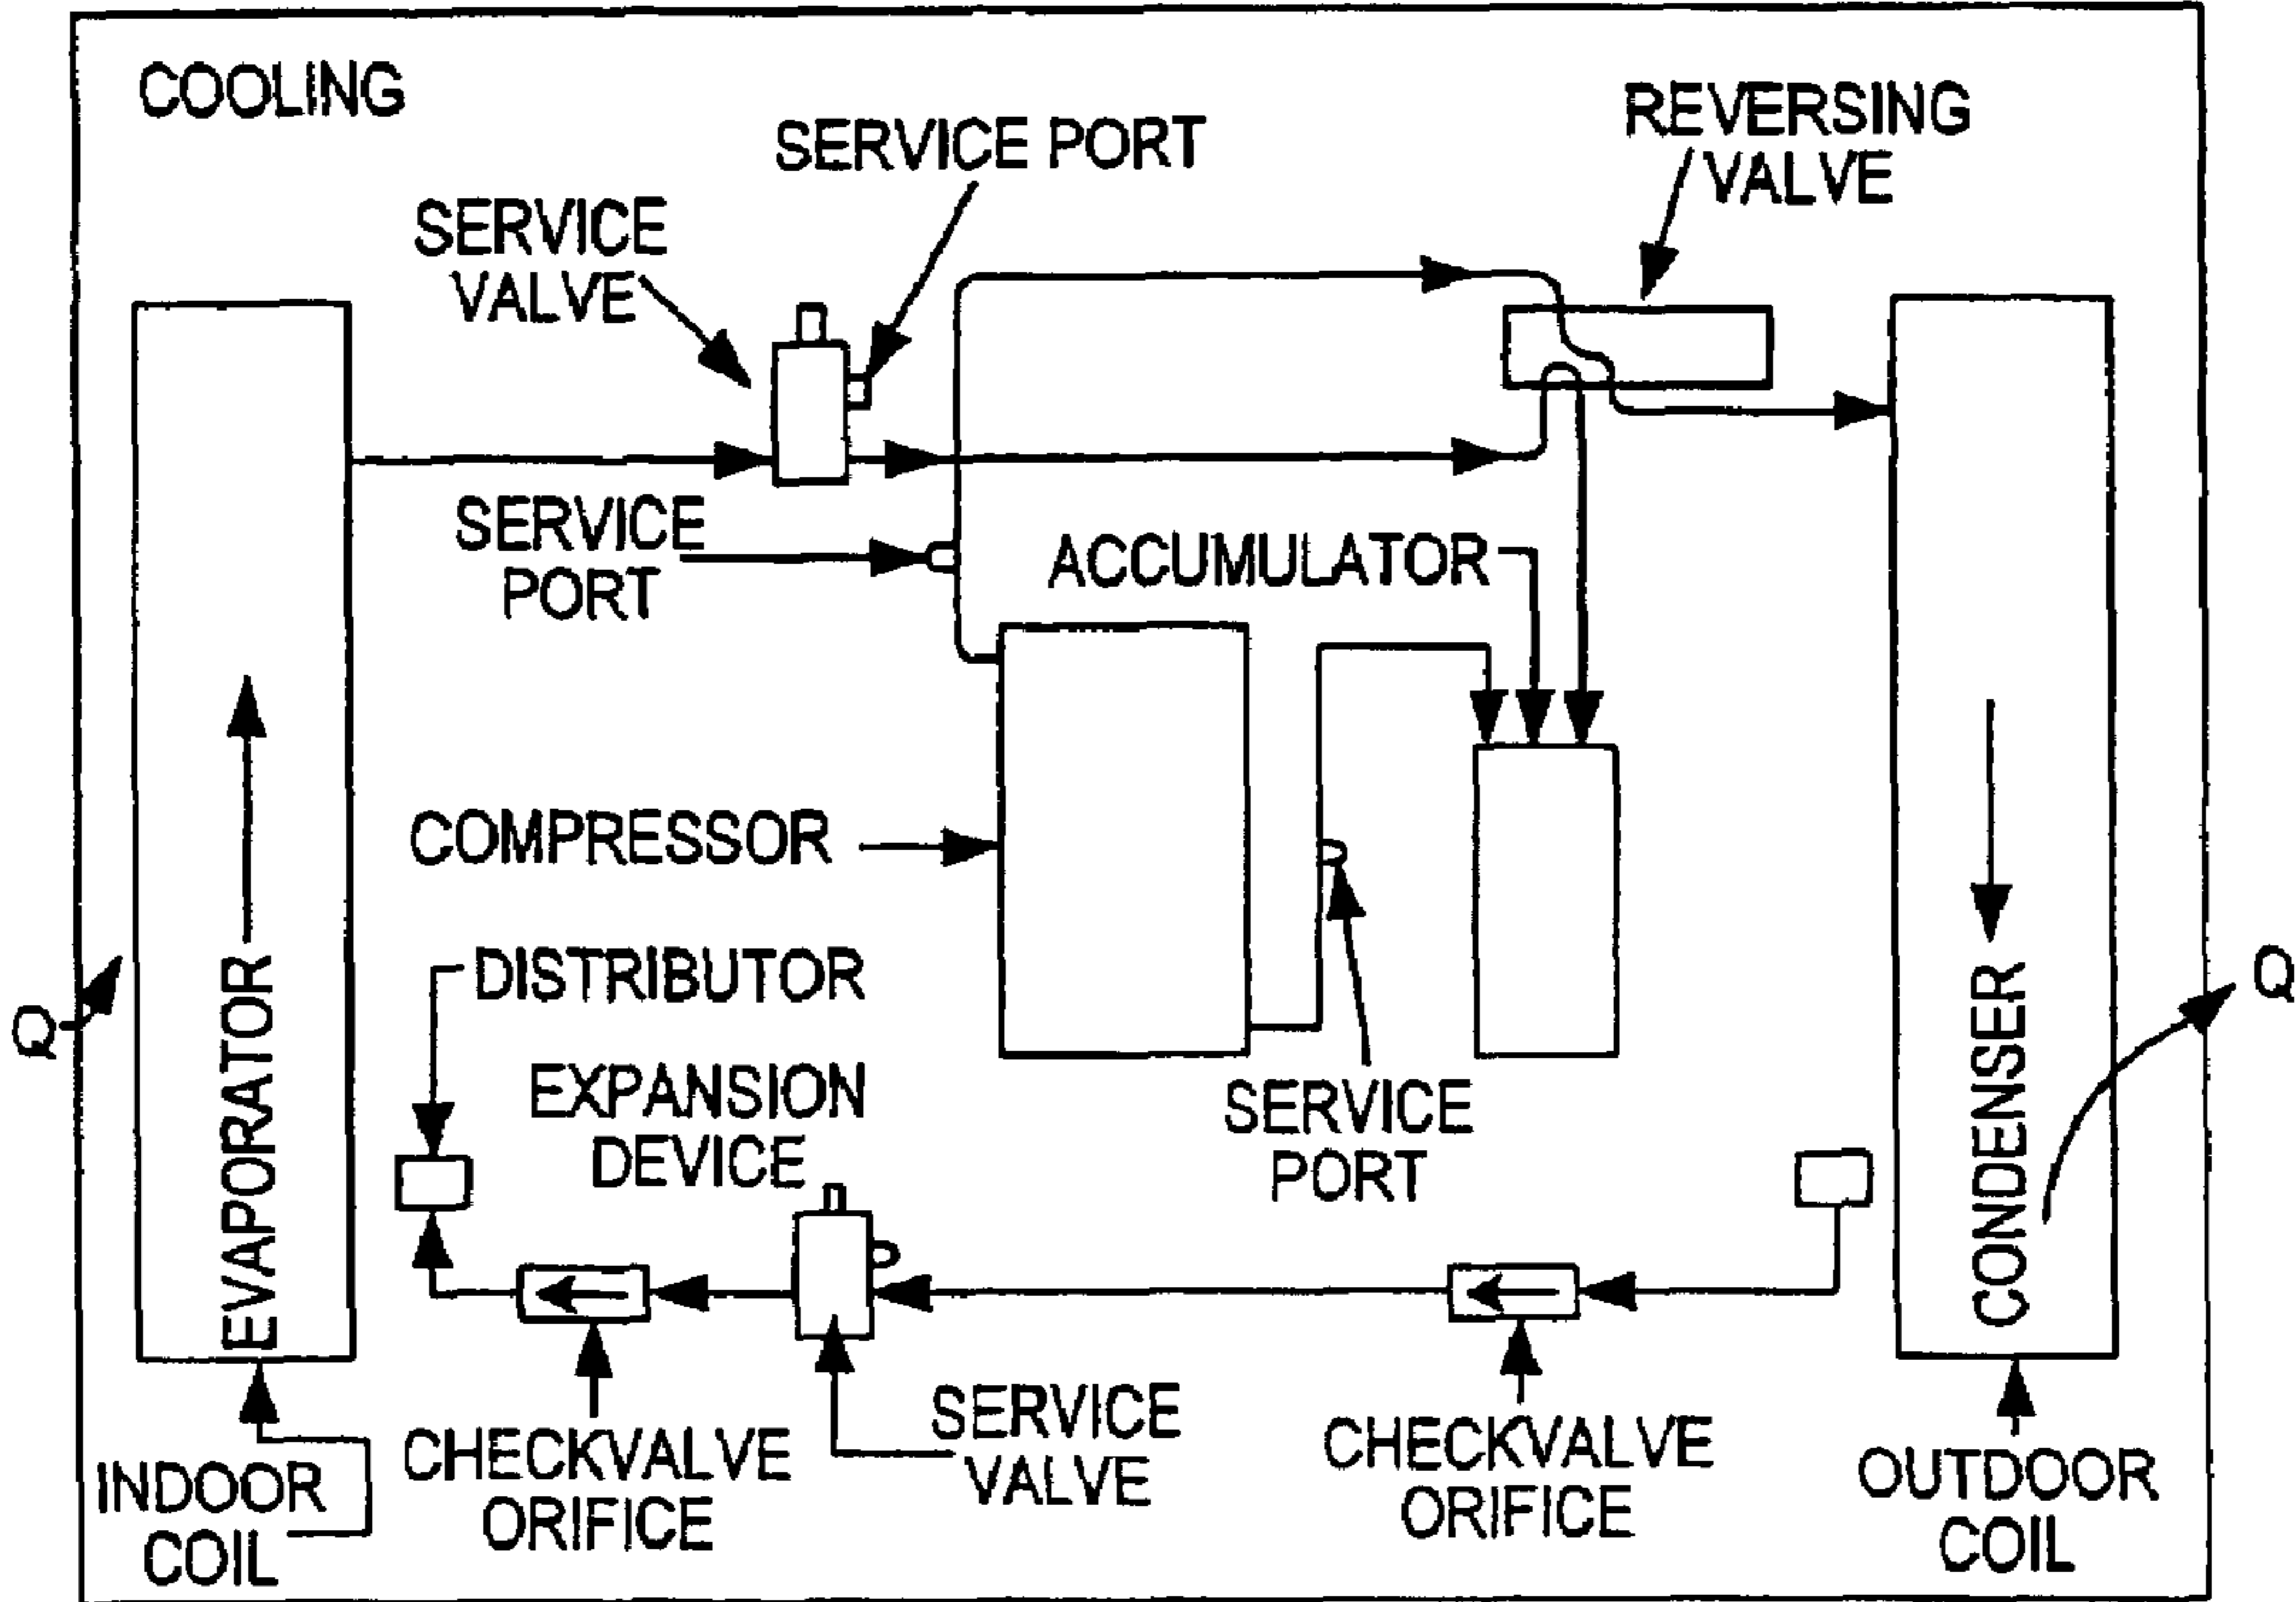 COOLING
SERVICE PORT
REVERSING
VALVE
SERVICE
VALVE
SERVICE
PORT
ACCUMULATOR
COMPRESSOR
DISTRIBUTOR
EXPANSION
DEVICE
SERVICE
PORT
EVAPORATOR
CONDENSER
Q
Q
INDOOR
COIL
CHECKVALVE
ORIFICE
SERVICE
VALVE
CHECKVALVE
ORIFICE
OUTDOOR
COIL